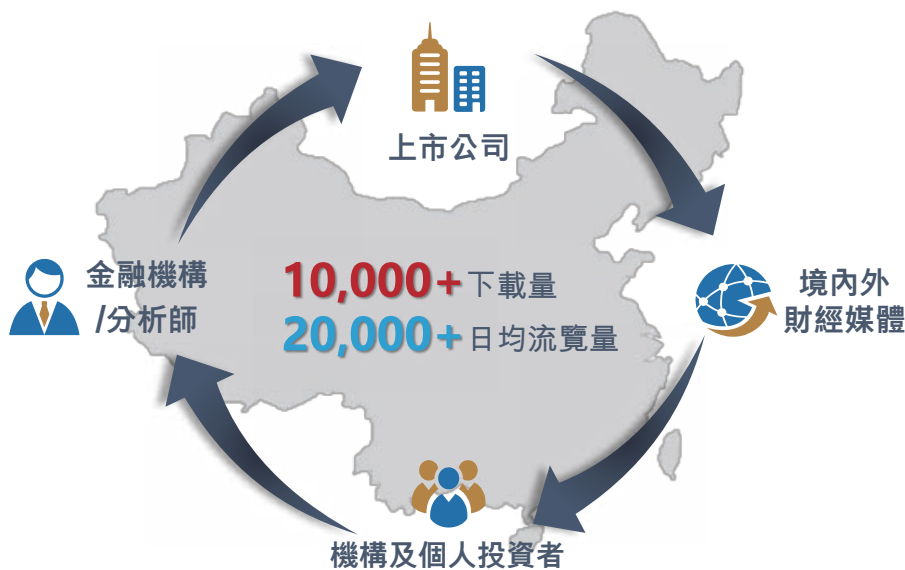 上市公司
金融機構
/分析師
10,000+下載量
20,000+日均流覽量
境內外
財經媒體
機構及個人投資者